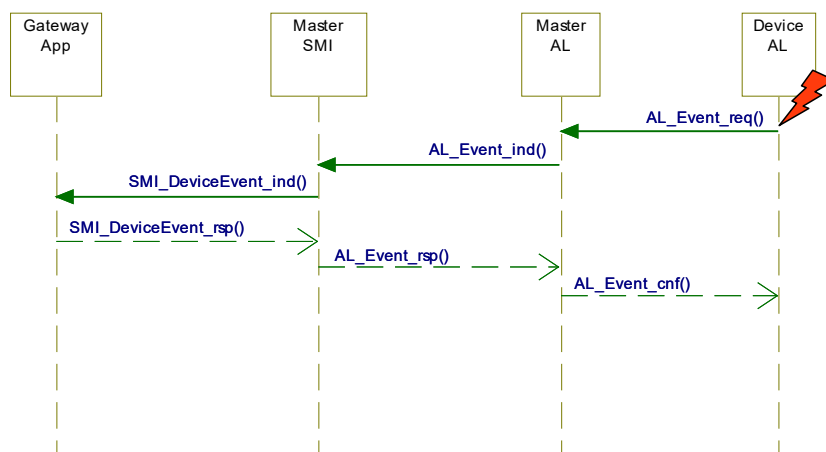 Gateway
App
Master
SMI
Master
AL
Device
AL
AL_Event_req()
AL_Event_ind()
SMI_DeviceEvent_ind()
SMI_DeviceEvent_rsp()
AL_Event_rsp()
AL_Event_cnf()